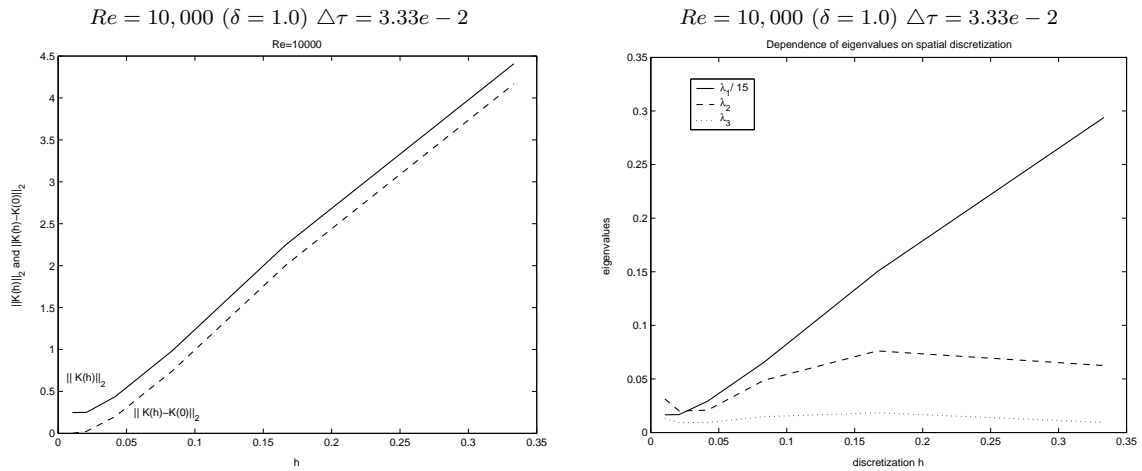 Re = 10,000 (δ = 1.0) △τ = 3.33e − 2
Re=10000
4.5
4
3.5
3
2.5
2
1.5
1
0.5
0
||K(h)||₂ and ||K(h)−K(0)||₂
|| K(h)||₂
|| K(h)−K(0)||₂
0 0.05 0.1 0.15 0.2 0.25 0.3 0.35
h
Re = 10,000 (δ = 1.0) △τ = 3.33e − 2
Dependence of eigenvalues on spatial discretization
0.35
0.3
0.25
0.2
0.15
0.1
0.05
0
eigenvalues
λ₁/ 15
λ₂
λ₃
0 0.05 0.1 0.15 0.2 0.25 0.3 0.35
discretization h